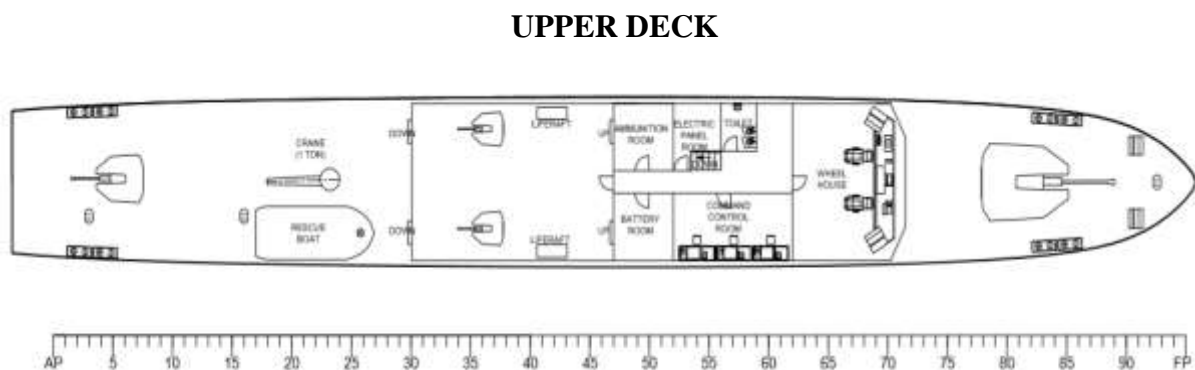 UPPER DECK
CRANE
(1 TON)
RESCUE
BOAT
DOWN
DOWN
LIFERAFT
LIFERAFT
UP
UP
AMMUNITION
ROOM
ELECTRIC
PANEL
ROOM
TOILET
DOWN
BATTERY
ROOM
COMMAND
CONTROL
ROOM
WHEEL
HOUSE
AP 5 10 15 20 25 30 35 40 45 50 55 60 65 70 75 80 85 90 FP